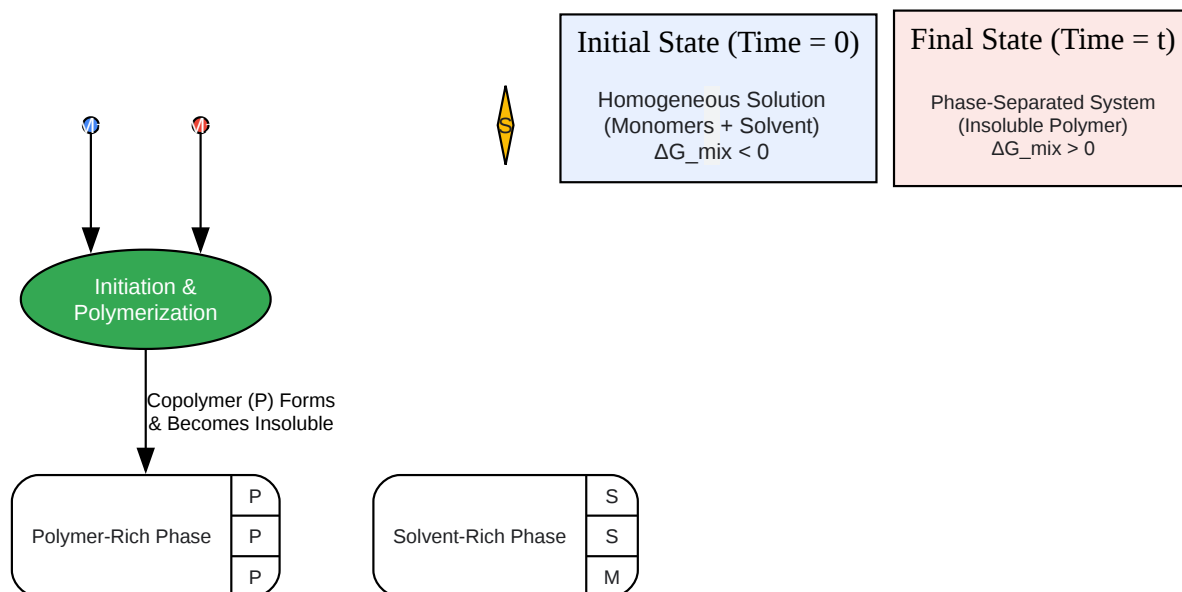 Initial State (Time = 0)
Homogeneous Solution
(Monomers + Solvent)
ΔG_mix < 0
Final State (Time = t)
Phase-Separated System
(Insoluble Polymer)
ΔG_mix > 0
S
Initiation &
Polymerization
Copolymer (P) Forms
& Becomes Insoluble
Polymer-Rich Phase
P
P
P
Solvent-Rich Phase
S
S
M